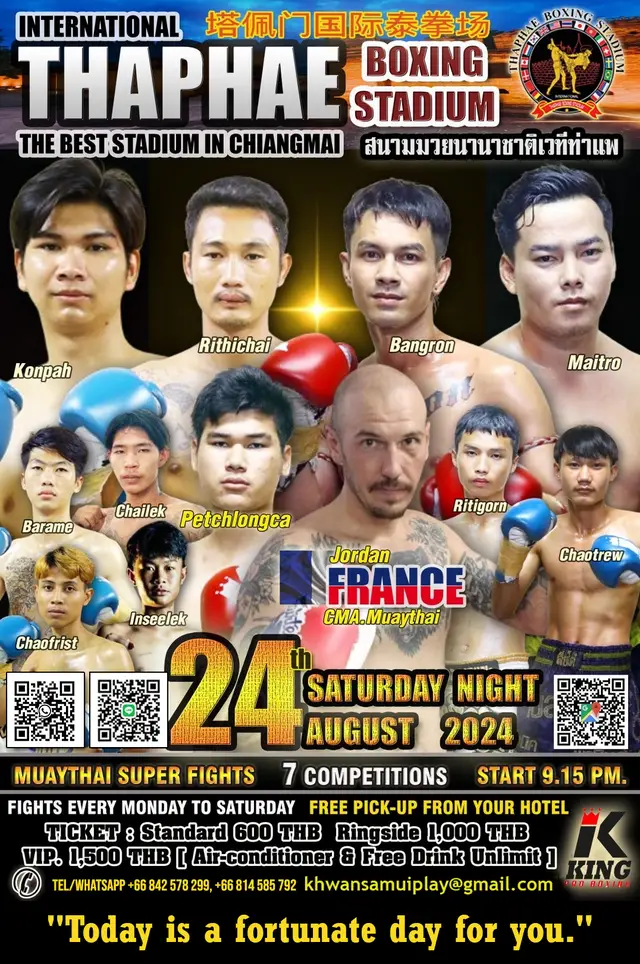 INTERNATIONAL
塔佩门国际泰拳场
THAPHAE
BOXING
STADIUM
THAPHAE BOXING STADIUM
THE BEST STADIUM IN CHIANGMAI
สนามมวยนานาชาติเวทีท่าแพ
Konpah
Rithichai
Bangron
Maitro
Barame
Chailek
Petchlongca
Ritigorn
Chaotrew
Jordan
FRANCE
CMA.Muaythai
Chaofrist
Inseelek
24th
SATURDAY NIGHT
AUGUST 2024
MUAYTHAI SUPER FIGHTS 7 COMPETITIONS START 9.15 PM.
FIGHTS EVERY MONDAY TO SATURDAY FREE PICK-UP FROM YOUR HOTEL
TICKET : Standard 600 THB Ringside 1,000 THB
VIP. 1,500 THB [ Air-conditioner & Free Drink Unlimit ]
K
KING
PRO BOXING
TEL/WHATSAPP +66 842 578 299, +66 814 585 792 khwansamuiplay@gmail.com
"Today is a fortunate day for you."